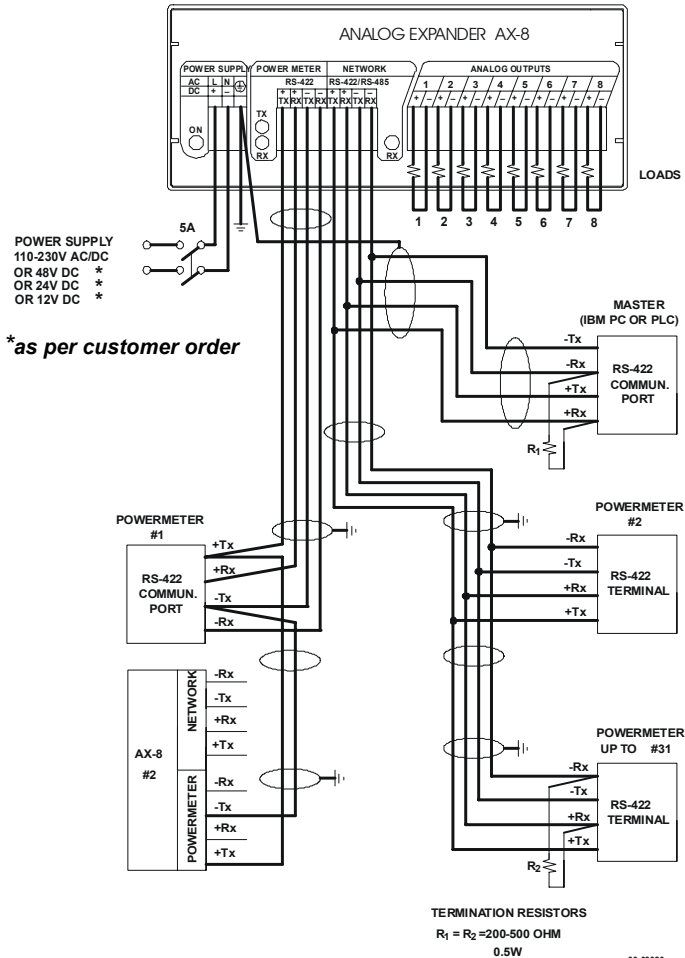 ANALOG EXPANDER AX-8
POWER SUPPLY
AC L N
DC + –
ON
POWER METER
RS-422
+ + – –
TX RX TX RX
TX
RX
NETWORK
RS-422/RS-485
+ + – –
TX RX TX RX
RX
ANALOG OUTPUTS
1 2 3 4 5 6 7 8
+ – + – + – + – + – + – + – + –
LOADS
1 2 3 4 5 6 7 8
5A
POWER SUPPLY
110-230V AC/DC
OR 48V DC *
OR 24V DC *
OR 12V DC *
*as per customer order
MASTER
(IBM PC OR PLC)
-Tx
-Rx
+Tx
+Rx
RS-422
COMMUN.
PORT
R1
POWERMETER
#1
+Tx
+Rx
-Tx
-Rx
RS-422
COMMUN.
PORT
POWERMETER
#2
-Rx
-Tx
+Rx
+Tx
RS-422
TERMINAL
AX-8
#2
NETWORK
-Rx
-Tx
+Rx
+Tx
POWERMETER
-Rx
-Tx
+Rx
+Tx
POWERMETER
UP TO #31
-Rx
-Tx
+Rx
+Tx
RS-422
TERMINAL
R2
TERMINATION RESISTORS
R1 = R2 =200-500 OHM
0.5W